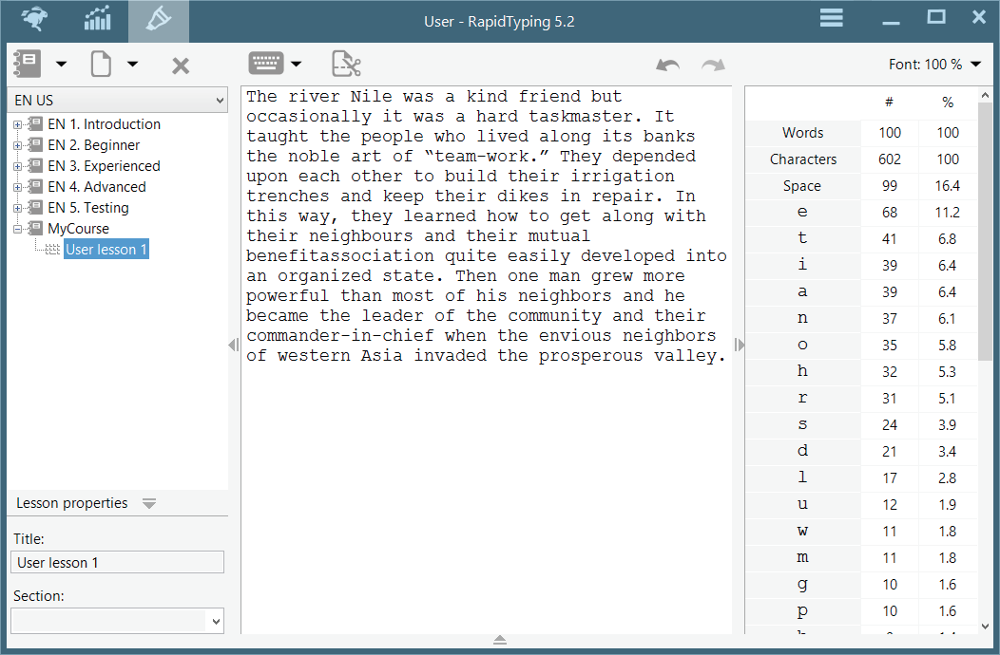 User - RapidTyping 5.2
Font: 100 %
EN US
EN 1. Introduction
EN 2. Beginner
EN 3. Experienced
EN 4. Advanced
EN 5. Testing
MyCourse
User lesson 1
Lesson properties
Title:
User lesson 1
Section:
The river Nile was a kind friend but
occasionally it was a hard taskmaster. It
taught the people who lived along its banks
the noble art of “team-work.” They depended
upon each other to build their irrigation
trenches and keep their dikes in repair. In
this way, they learned how to get along with
their neighbours and their mutual
benefitassociation quite easily developed into
an organized state. Then one man grew more
powerful than most of his neighbors and he
became the leader of the community and their
commander-in-chief when the envious neighbors
of western Asia invaded the prosperous valley.
# %
Words 100 100
Characters 602 100
Space 99 16.4
e 68 11.2
t 41 6.8
i 39 6.4
a 39 6.4
n 37 6.1
o 35 5.8
h 32 5.3
r 31 5.1
s 24 3.9
d 21 3.4
l 17 2.8
u 12 1.9
w 11 1.8
m 11 1.8
g 10 1.6
p 10 1.6